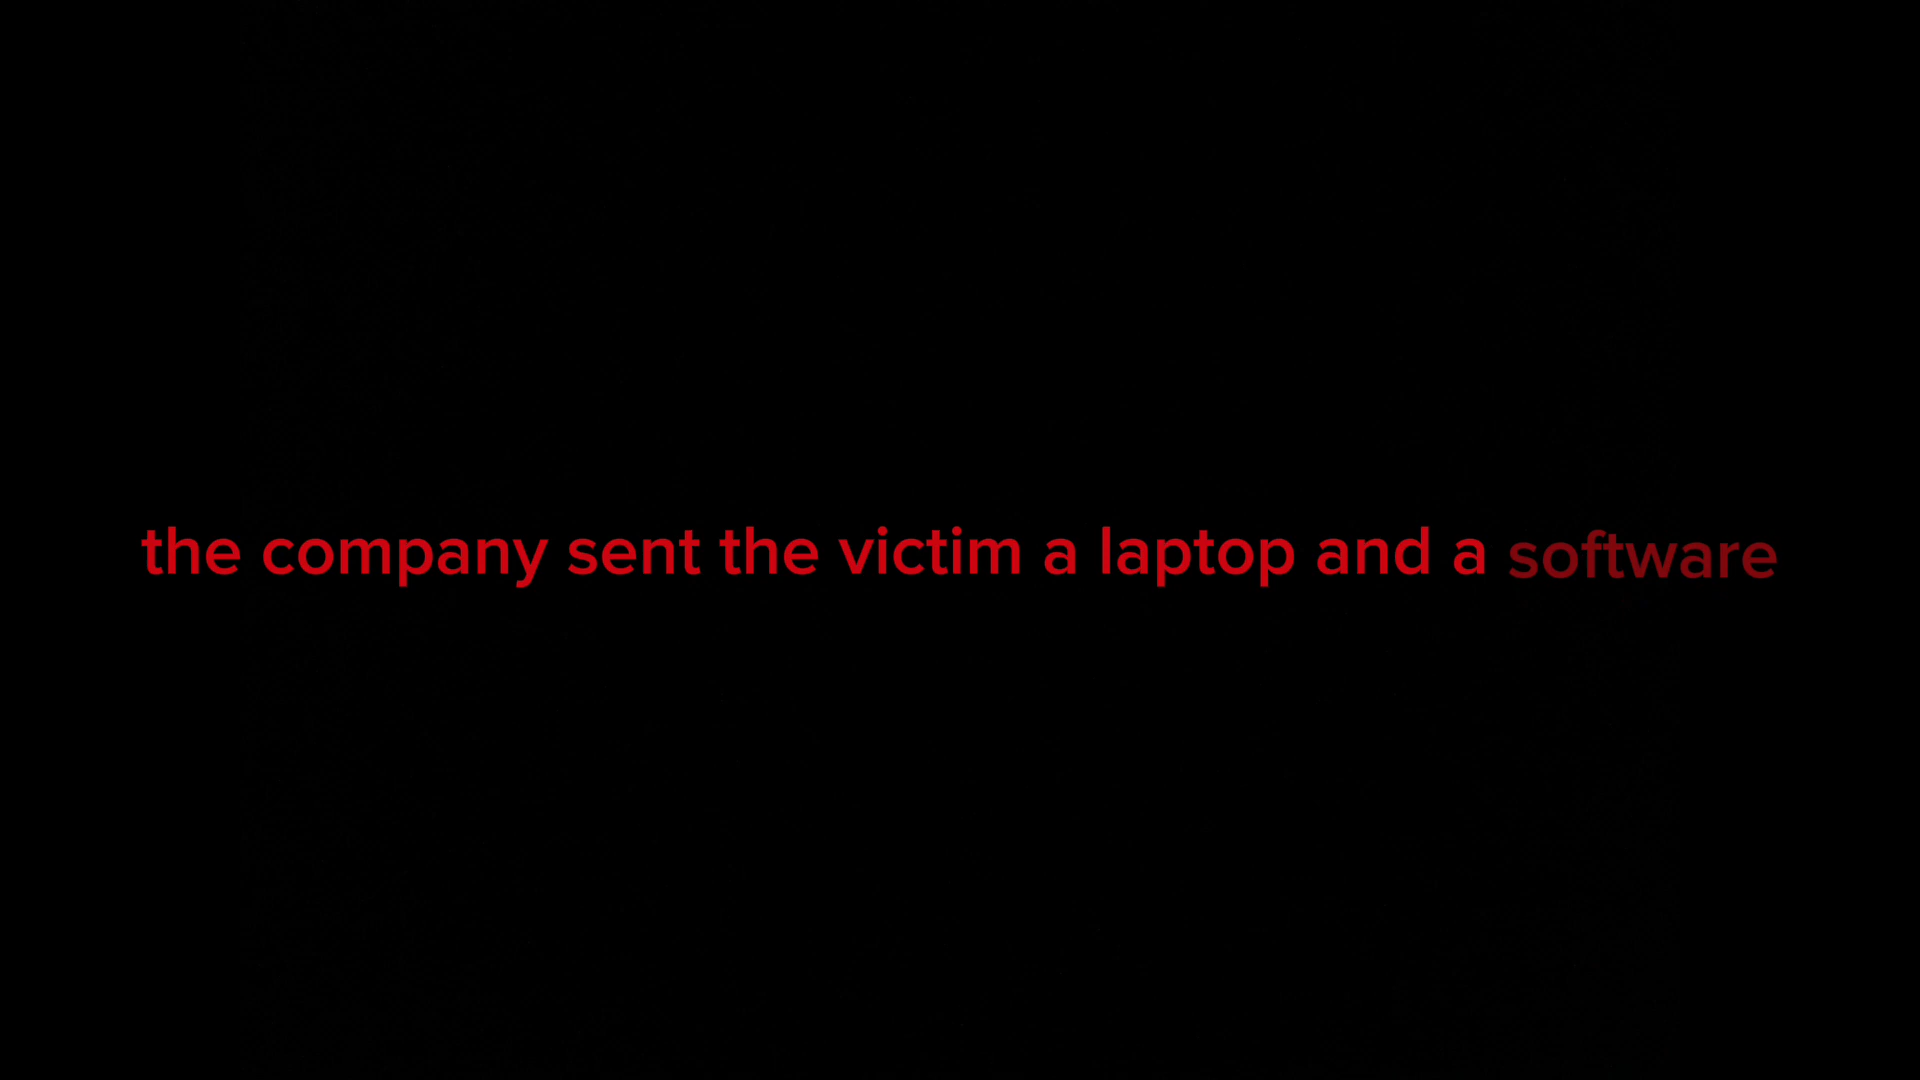 the company sent the victim a laptop and a software